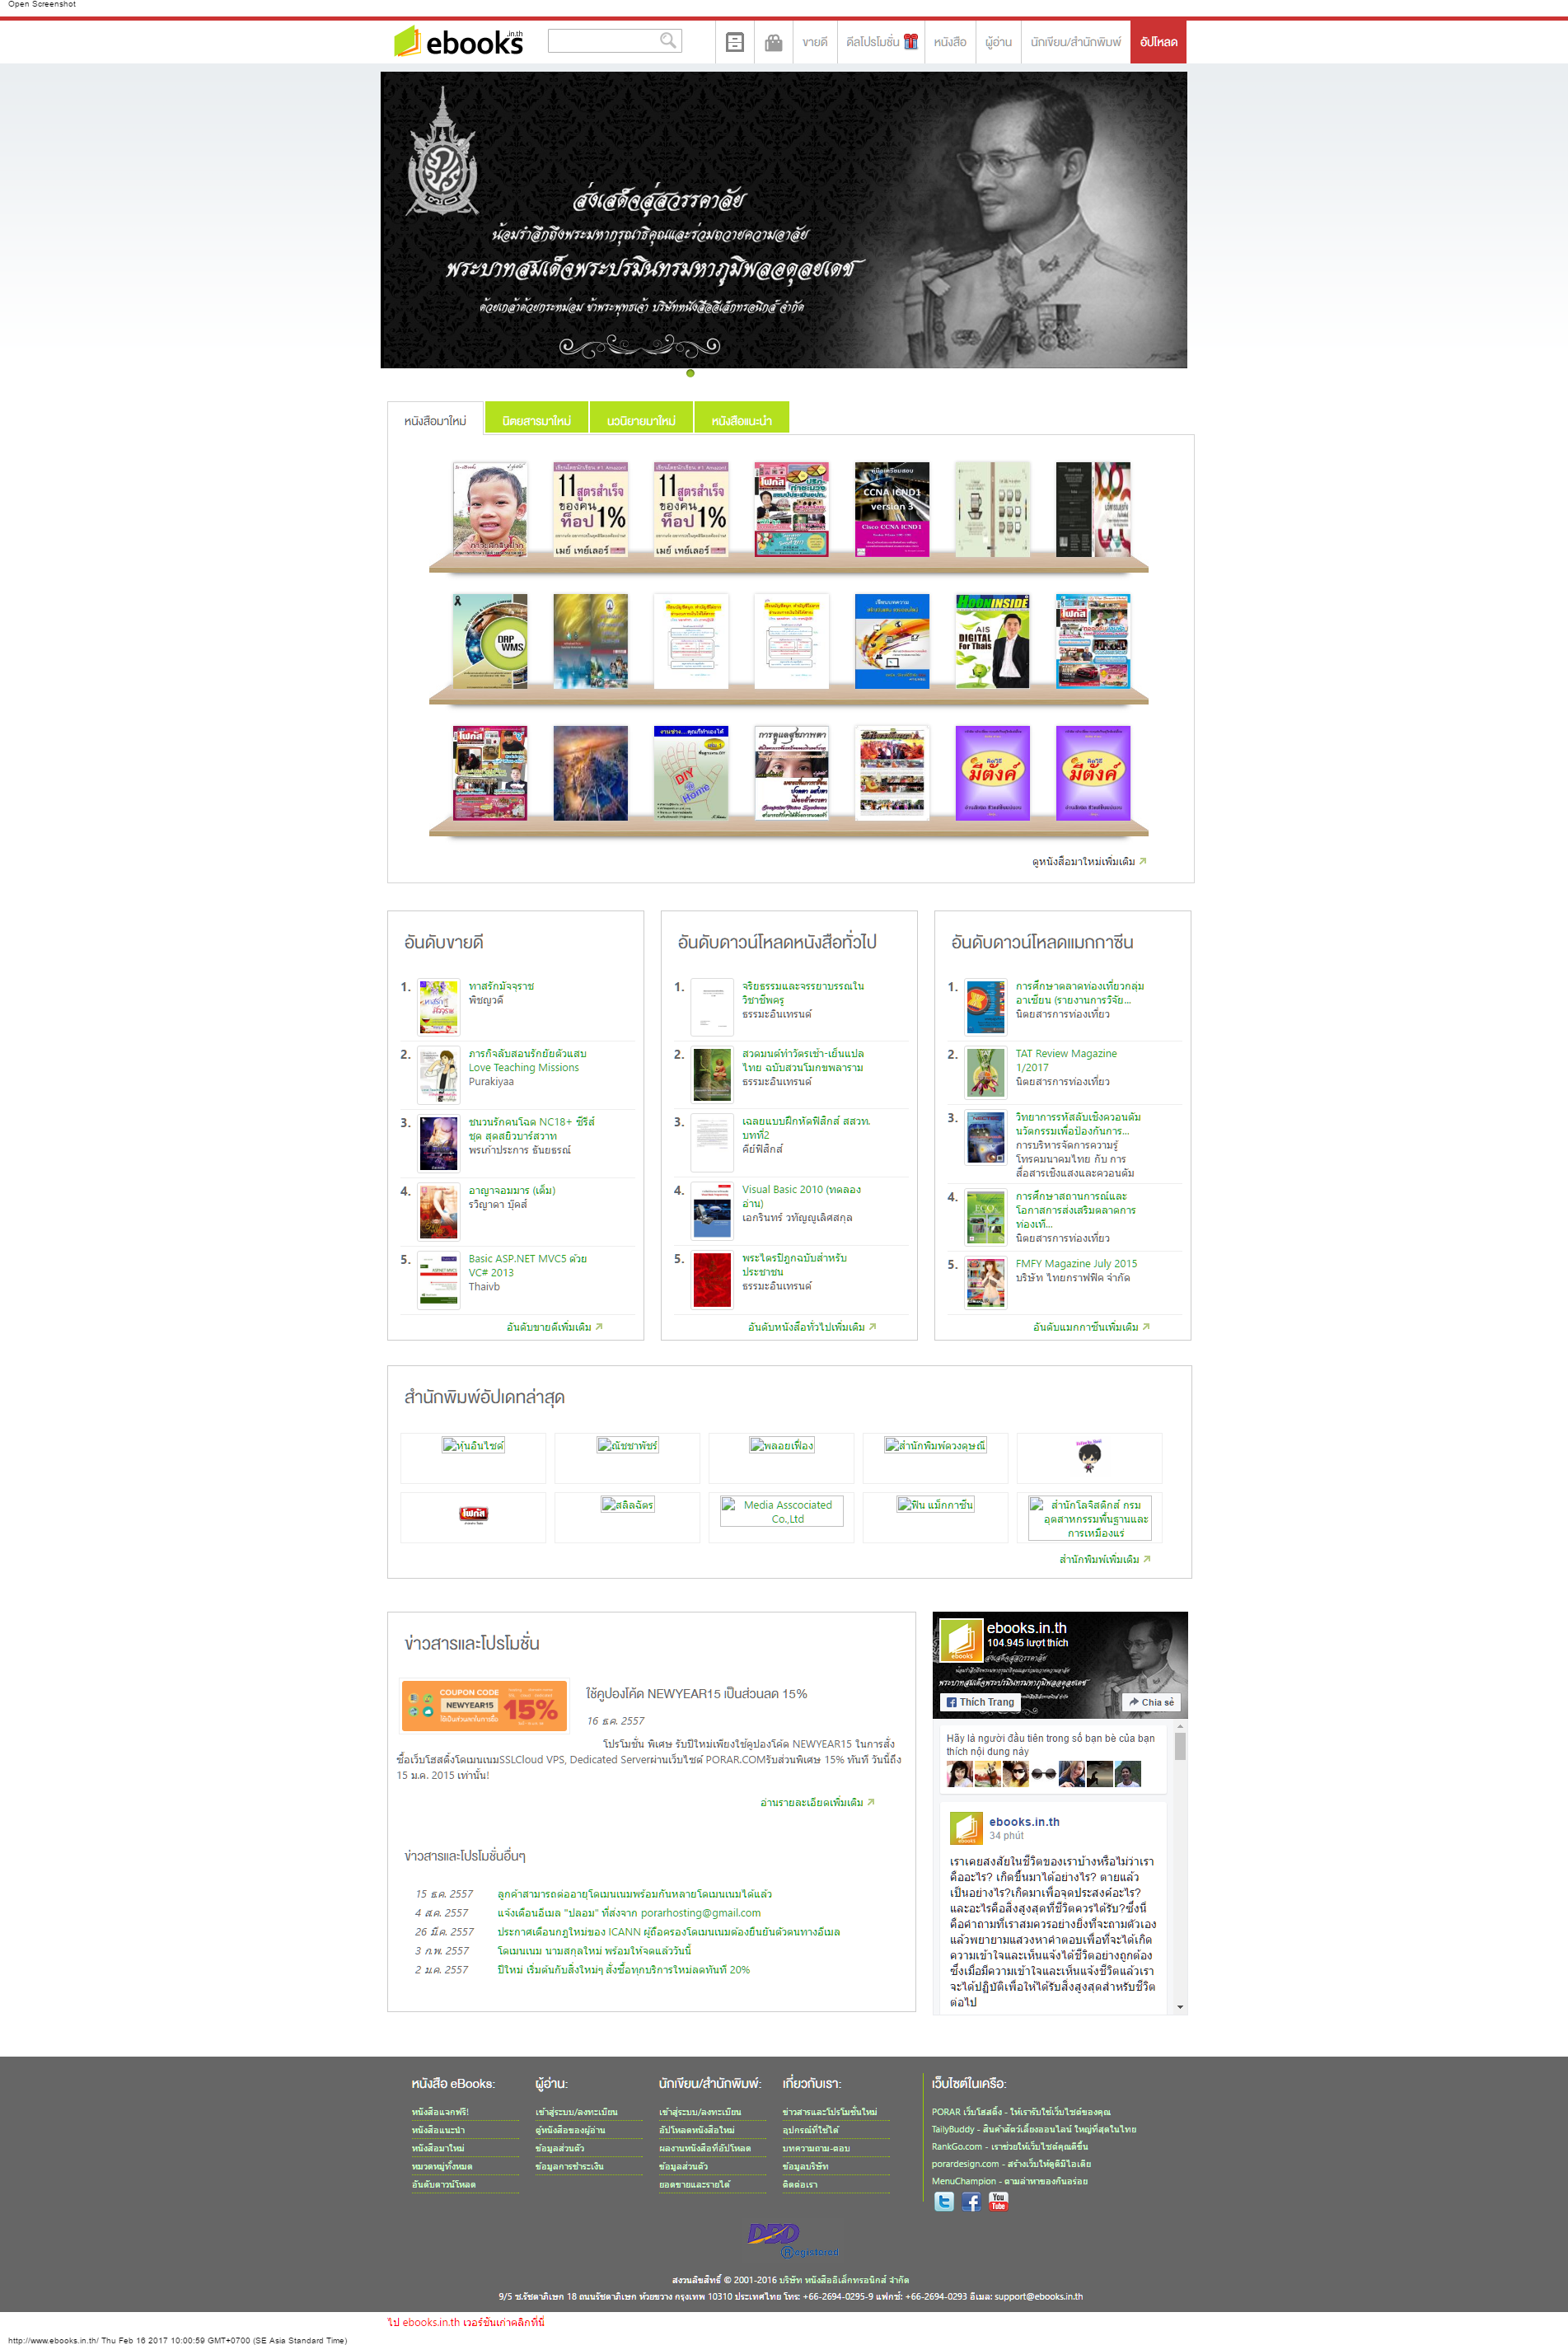 Open Screenshot
ebooks.in.th
ขายดี
ดีลโปรโมชั่น
หนังสือ
ผู้อ่าน
นักเขียน/สำนักพิมพ์
อัปโหลด
ส่งเสด็จสู่สวรรคาลัย
น้อมรำลึกถึงพระมหากรุณาธิคุณและร่วมถวายความอาลัย
พระบาทสมเด็จพระปรมินทรมหาภูมิพลอดุลยเดช
ด้วยเกล้าด้วยกระหม่อม ข้าพระพุทธเจ้า บริษัทหนังสืออิเล็กทรอนิกส์ จำกัด
หนังสือมาใหม่
นิตยสารมาใหม่
นวนิยายมาใหม่
หนังสือแนะนำ
11 สูตรสำเร็จ
ของคน
ท็อป 1%
เมย์ เทย์เลอร์
11 สูตรสำเร็จ
ของคน
ท็อป 1%
เมย์ เทย์เลอร์
โฟกัส
CCNA ICND1
version 3
Cisco CCNA ICND1
DRP
WMS
HOONINSIDE
AIS
DIGITAL
For Thais
โฟกัส
โฟกัส
งานช่าง...คุณก็ทำเองได้
DIY
Home
การดูแลสุขภาพตา
มีตังค์
มีตังค์
ดูหนังสือมาใหม่เพิ่มเติม
อันดับขายดี
1. ทาสรักมัจจุราช
พิชญวดี
2. ภารกิจลับสอนรักยัยตัวแสบ
Love Teaching Missions
Purakiyaa
3. ชนวนรักคนโฉด NC18+ ซีรีส์
ชุด สุดสยิวบาร์สวาท
พรเก้าประการ ธันยธรณ์
4. อาญาจอมมาร (เต็ม)
รวิญาดา บุ๊คส์
5. Basic ASP.NET MVC5 ด้วย
VC# 2013
Thaivb
อันดับขายดีเพิ่มเติม
อันดับดาวน์โหลดหนังสือทั่วไป
1. จริยธรรมและจรรยาบรรณใน
วิชาชีพครู
ธรรมะอินเทรนด์
2. สวดมนต์ทำวัตรเช้า-เย็นแปล
ไทย ฉบับสวนโมกขพลาราม
ธรรมะอินเทรนด์
3. เฉลยแบบฝึกหัดฟิสิกส์ สสวท.
บทที่2
คีย์ฟิสิกส์
4. Visual Basic 2010 (ทดลอง
อ่าน)
เอกรินทร์ วทัญญูเลิศสกุล
5. พระไตรปิฎกฉบับสำหรับ
ประชาชน
ธรรมะอินเทรนด์
อันดับหนังสือทั่วไปเพิ่มเติม
อันดับดาวน์โหลดแมกกาซีน
1. การศึกษาตลาดท่องเที่ยวกลุ่ม
อาเซียน (รายงานการวิจัย...
นิตยสารการท่องเที่ยว
2. TAT Review Magazine
1/2017
นิตยสารการท่องเที่ยว
3. วิทยาการรหัสลับเชิงควอนตัม
นวัตกรรมเพื่อป้องกันการ...
การบริหารจัดการความรู้
โทรคมนาคมไทย กับ การ
สื่อสารเชิงแสงและควอนตัม
4. การศึกษาสถานการณ์และ
โอกาสการส่งเสริมตลาดการ
ท่องเที...
นิตยสารการท่องเที่ยว
5. FMFY Magazine July 2015
บริษัท ไทยกราฟฟิค จำกัด
อันดับแมกกาซีนเพิ่มเติม
สำนักพิมพ์อัปเดทล่าสุด
หุ้นอินไซด์
ณัชชาพัชร์
พลอยเฟื่อง
สำนักพิมพ์ดวงดุษณี
โฟกัส
สลิลฉัตร
Media Asscociated
Co.,Ltd
ฟิน แม็กกาซีน
สำนักโลจิสติกส์ กรม
อุตสาหกรรมพื้นฐานและ
การเหมืองแร่
สำนักพิมพ์เพิ่มเติม
ข่าวสารและโปรโมชั่น
COUPON CODE
NEWYEAR15
15%
ใช้คูปองโค้ด NEWYEAR15 เป็นส่วนลด 15%
16 ธ.ค. 2557
โปรโมชั่น พิเศษ รับปีใหม่เพียงใช้คูปองโค้ด NEWYEAR15 ในการสั่ง
ซื้อเว็บโฮสติ้งโดเมนเนมSSLCloud VPS, Dedicated Serverผ่านเว็บไซต์ PORAR.COMรับส่วนพิเศษ 15% ทันที วันนี้ถึง
15 ม.ค. 2015 เท่านั้น!
อ่านรายละเอียดเพิ่มเติม
ข่าวสารและโปรโมชั่นอื่นๆ
15 ธ.ค. 2557 ลูกค้าสามารถต่ออายุโดเมนเนมพร้อมกันหลายโดเมนเนมได้แล้ว
4 ส.ค. 2557 แจ้งเตือนอีเมล "ปลอม" ที่ส่งจาก porarhosting@gmail.com
26 มี.ค. 2557 ประกาศเตือนกฎใหม่ของ ICANN ผู้ถือครองโดเมนเนมต้องยืนยันตัวตนทางอีเมล
3 ก.พ. 2557 โดเมนเนม นามสกุลใหม่ พร้อมให้จดแล้ววันนี้
2 ม.ค. 2557 ปีใหม่ เริ่มต้นกับสิ่งใหม่ๆ สั่งซื้อทุกบริการใหม่ลดทันที 20%
ebooks.in.th
104.945 lượt thích
Thích Trang
Chia sẻ
Hãy là người đầu tiên trong số bạn bè của bạn
thích nội dung này
ebooks.in.th
34 phút
เราเคยสงสัยในชีวิตของเราบ้างหรือไม่ว่าเรา
คืออะไร? เกิดขึ้นมาได้อย่างไร? ตายแล้ว
เป็นอย่างไร?เกิดมาเพื่อจุดประสงค์อะไร?
และอะไรคือสิ่งสูงสุดที่ชีวิตควรได้รับ?ซึ่งนี่
คือคำถามที่เราสมควรอย่างยิ่งที่จะถามตัวเอง
แล้วพยายามแสวงหาคำตอบเพื่อที่จะได้เกิด
ความเข้าใจและเห็นแจ้งได้ชีวิตอย่างถูกต้อง
ซึ่งเมื่อมีความเข้าใจและเห็นแจ้งชีวิตแล้วเรา
จะได้ปฏิบัติเพื่อให้ได้รับสิ่งสูงสุดสำหรับชีวิต
ต่อไป
หนังสือ eBooks:
หนังสือแจกฟรี!
หนังสือแนะนำ
หนังสือมาใหม่
หมวดหมู่ทั้งหมด
อันดับดาวน์โหลด
ผู้อ่าน:
เข้าสู่ระบบ/ลงทะเบียน
ตู้หนังสือของผู้อ่าน
ข้อมูลส่วนตัว
ข้อมูลการชำระเงิน
นักเขียน/สำนักพิมพ์:
เข้าสู่ระบบ/ลงทะเบียน
อัปโหลดหนังสือใหม่
ผลงานหนังสือที่อัปโหลด
ข้อมูลส่วนตัว
ยอดขายและรายได้
เกี่ยวกับเรา:
ข่าวสารและโปรโมชั่นใหม่
อุปกรณ์ที่ใช้ได้
บทความถาม-ตอบ
ข้อมูลบริษัท
ติดต่อเรา
เว็บไซต์ในเครือ:
PORAR เว็บโฮสติ้ง - ให้เรารับใช้เว็บไซต์ของคุณ
TailyBuddy - สินค้าสัตว์เลี้ยงออนไลน์ ใหญ่ที่สุดในไทย
RankGo.com - เราช่วยให้เว็บไซต์คุณดีขึ้น
porardesign.com - สร้างเว็บให้ดูดีมีไอเดีย
MenuChampion - ตามล่าหาของกินอร่อย
You
Tube
DBD
Registered
สงวนลิขสิทธิ์ © 2001-2016 บริษัท หนังสืออิเล็กทรอนิกส์ จำกัด
9/5 ซ.รัชดาภิเษก 18 ถนนรัชดาภิเษก ห้วยขวาง กรุงเทพ 10310 ประเทศไทย โทร: +66-2694-0295-9 แฟกซ์: +66-2694-0293 อีเมล: support@ebooks.in.th
ไป ebooks.in.th เวอร์ชั่นเก่าคลิกที่นี่
http://www.ebooks.in.th/ Thu Feb 16 2017 10:00:59 GMT+0700 (SE Asia Standard Time)